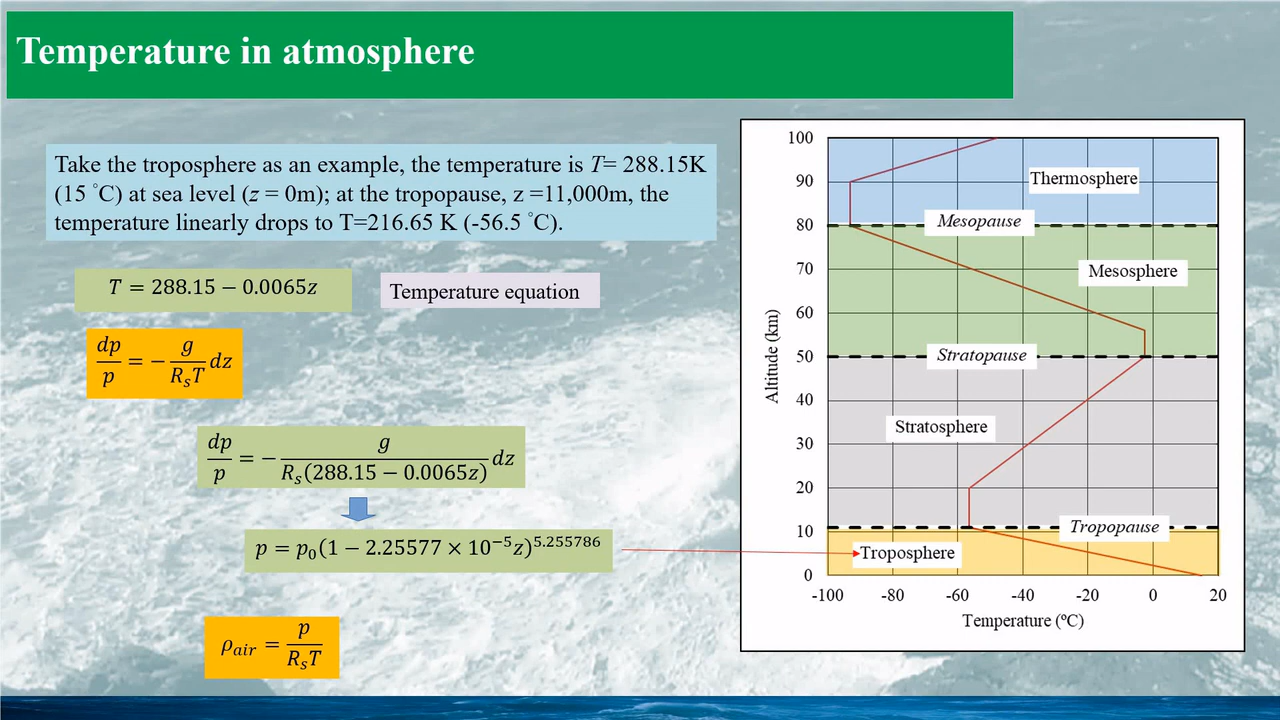 Temperature in atmosphere
Take the troposphere as an example, the temperature is T= 288.15K
(15 °C) at sea level (z = 0m); at the tropopause, z =11,000m, the
temperature linearly drops to T=216.65 K (-56.5 °C).
T = 288.15 − 0.0065z
Temperature equation
dp/p = − g/(R_s T) dz
dp/p = − g/(R_s(288.15 − 0.0065z)) dz
p = p₀(1 − 2.25577 × 10⁻⁵z)^5.255786
ρ_air = p/(R_s T)
100
90
80
70
60
50
40
30
20
10
0
Altitude (km)
Thermosphere
Mesopause
Mesosphere
Stratopause
Stratosphere
Tropopause
Troposphere
-100 -80 -60 -40 -20 0 20
Temperature (ºC)